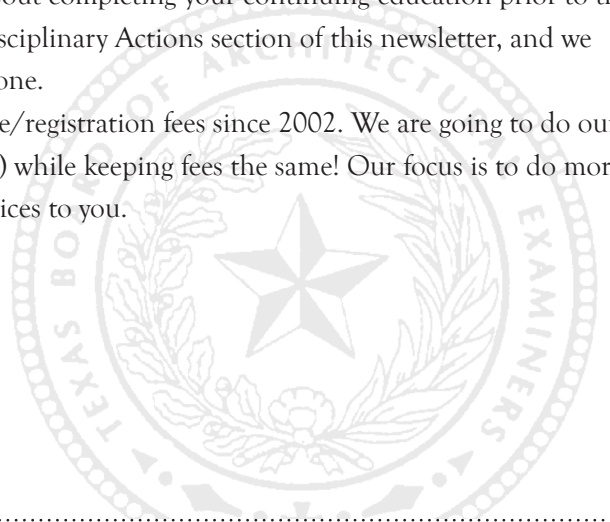 out completing your continuing education prior to
sciplinary Actions section of this newsletter, and we
one.
e/registration fees since 2002. We are going to do ou
) while keeping fees the same! Our focus is to do mor
ices to you.
TEXAS BOARD OF ARCHITECTURAL EXAMINERS